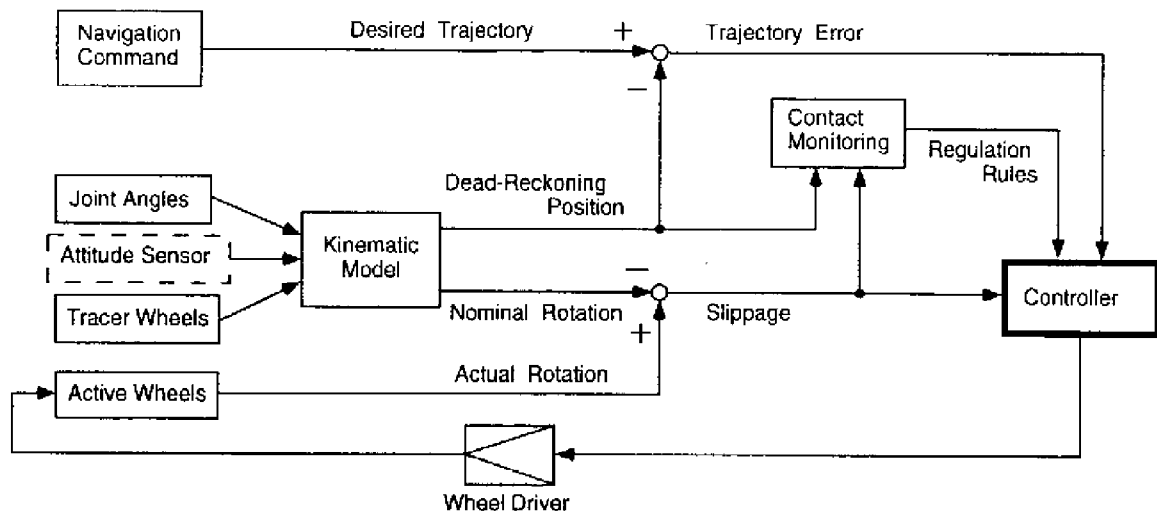 Navigation
Command
Desired Trajectory
+
Trajectory Error
−
Contact
Monitoring
Regulation
Rules
Joint Angles
Attitude Sensor
Tracer Wheels
Kinematic
Model
Dead-Reckoning
Position
−
Nominal Rotation
+
Slippage
Controller
Active Wheels
Actual Rotation
Wheel Driver